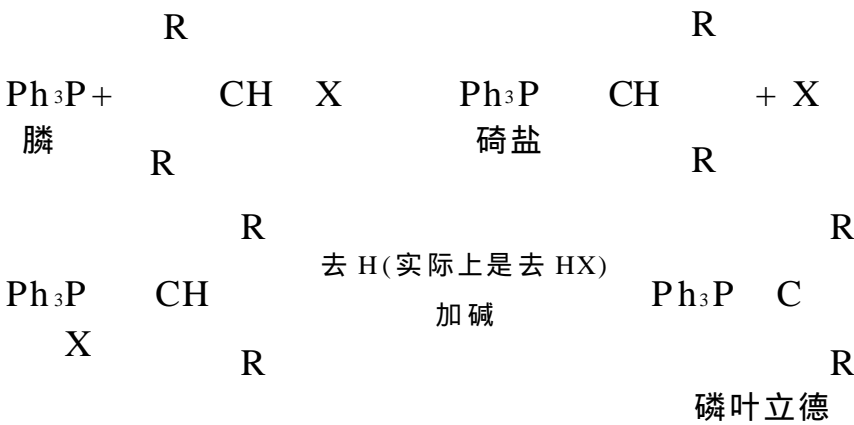 R R
Ph3P+ CH X Ph3P CH + X
膦 碕盐
R R
R R
去 H(实际上是去 HX)
Ph3P CH Ph3P C
加碱
X
R R
磷叶立德